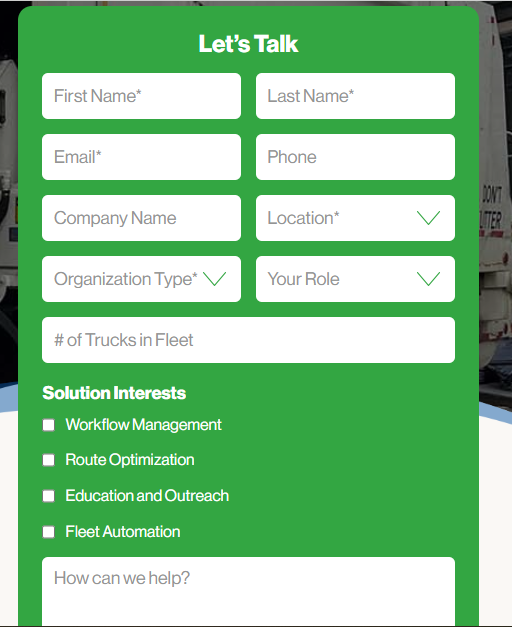 Let's Talk
First Name*
Last Name*
Email*
Phone
Company Name
Location*
Organization Type*
Your Role
# of Trucks in Fleet
Solution Interests
Workflow Management
Route Optimization
Education and Outreach
Fleet Automation
How can we help?
DON'T
LITTER